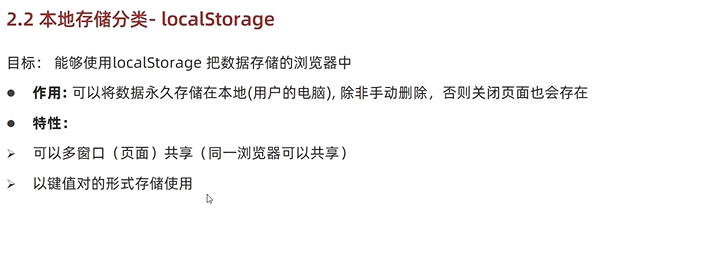 2.2 本地存储分类- localStorage
目标： 能够使用localStorage 把数据存储的浏览器中
作用: 可以将数据永久存储在本地(用户的电脑), 除非手动删除，否则关闭页面也会存在
特性：
可以多窗口（页面）共享（同一浏览器可以共享）
以键值对的形式存储使用